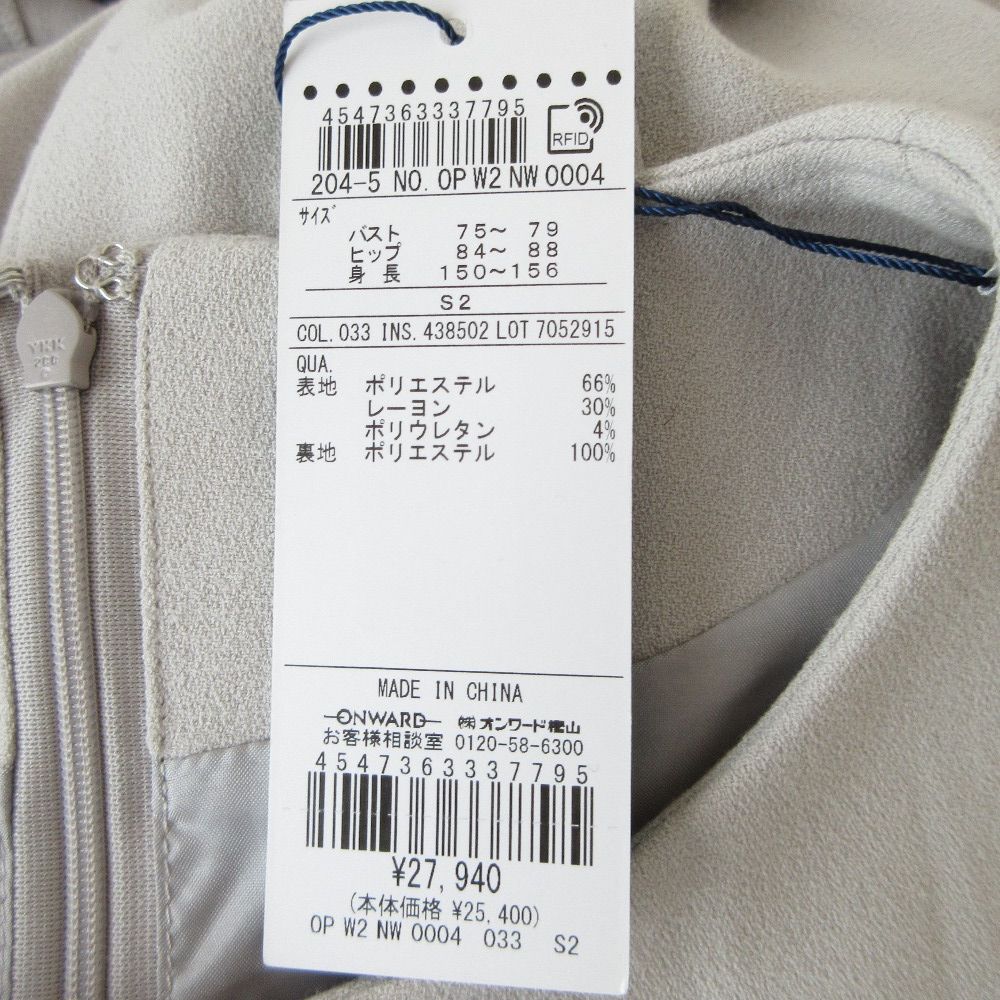 4547363337795
RFID
204-5 NO. OP W2 NW 0004
サイズ
バスト 75～ 79
ヒップ 84～ 88
身長 150～156
S2
COL. 033 INS. 438502 LOT 7052915
QUA.
表地 ポリエステル 66%
レーヨン 30%
ポリウレタン 4%
裏地 ポリエステル 100%
MADE IN CHINA
ONWARD ㈱オンワード樫山
お客様相談室 0120-58-6300
4547363337795
¥27,940
(本体価格 ¥25,400)
OP W2 NW 0004 033 S2
YKK